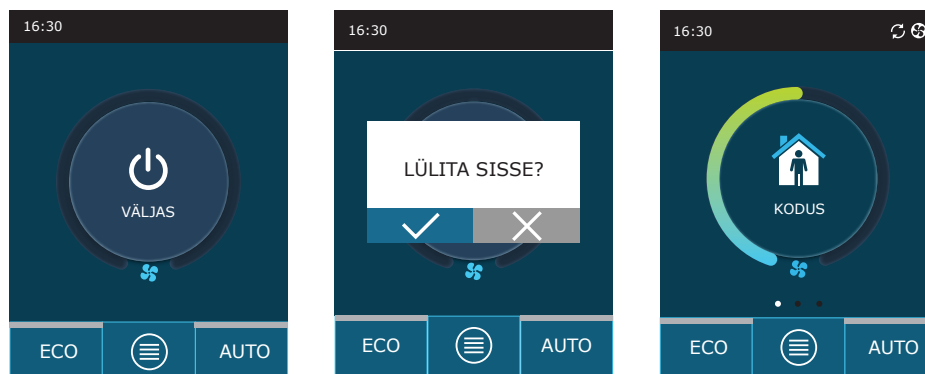 16:30
VÄLJAS
ECO
AUTO
16:30
LÜLITA SISSE?
ECO
AUTO
16:30
KODUS
ECO
AUTO